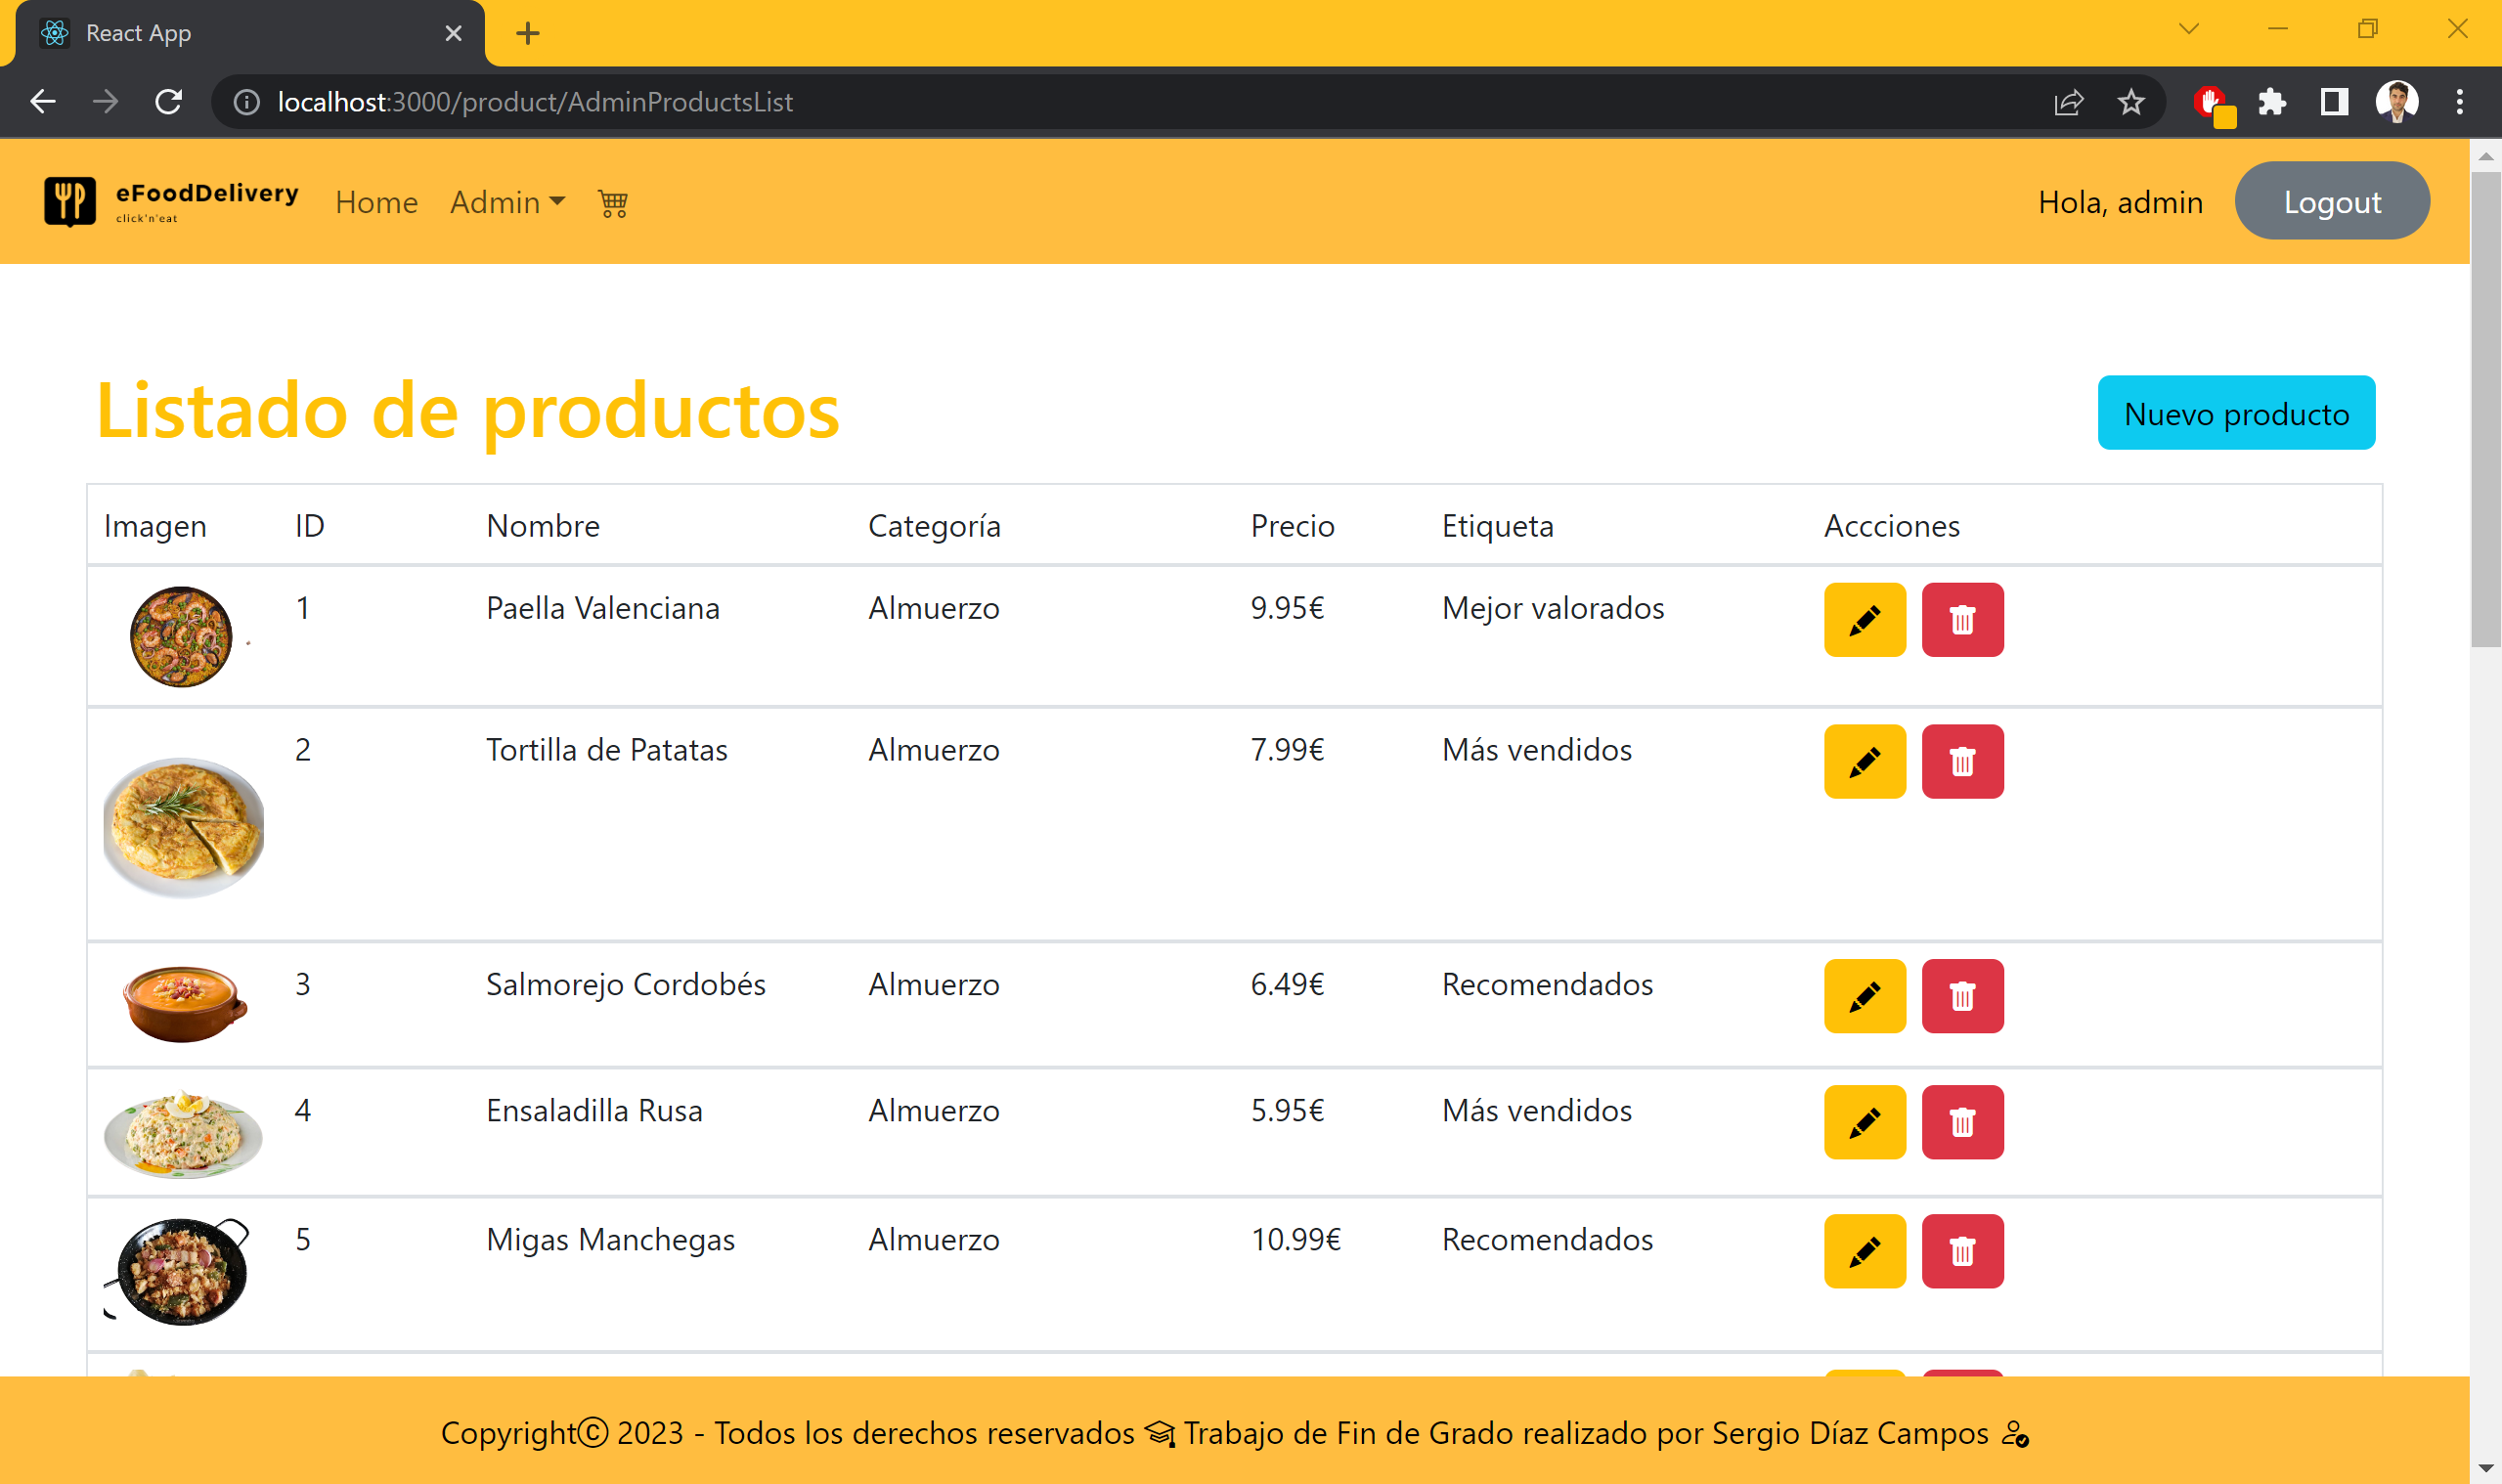 React App
localhost:3000/product/AdminProductsList
eFoodDelivery
click'n'eat
Home Admin
Hola, admin Logout
Listado de productos
Nuevo producto
Imagen ID Nombre Categoría Precio Etiqueta Accciones
1 Paella Valenciana Almuerzo 9.95€ Mejor valorados
2 Tortilla de Patatas Almuerzo 7.99€ Más vendidos
3 Salmorejo Cordobés Almuerzo 6.49€ Recomendados
4 Ensaladilla Rusa Almuerzo 5.95€ Más vendidos
5 Migas Manchegas Almuerzo 10.99€ Recomendados
Copyright© 2023 - Todos los derechos reservados Trabajo de Fin de Grado realizado por Sergio Díaz Campos